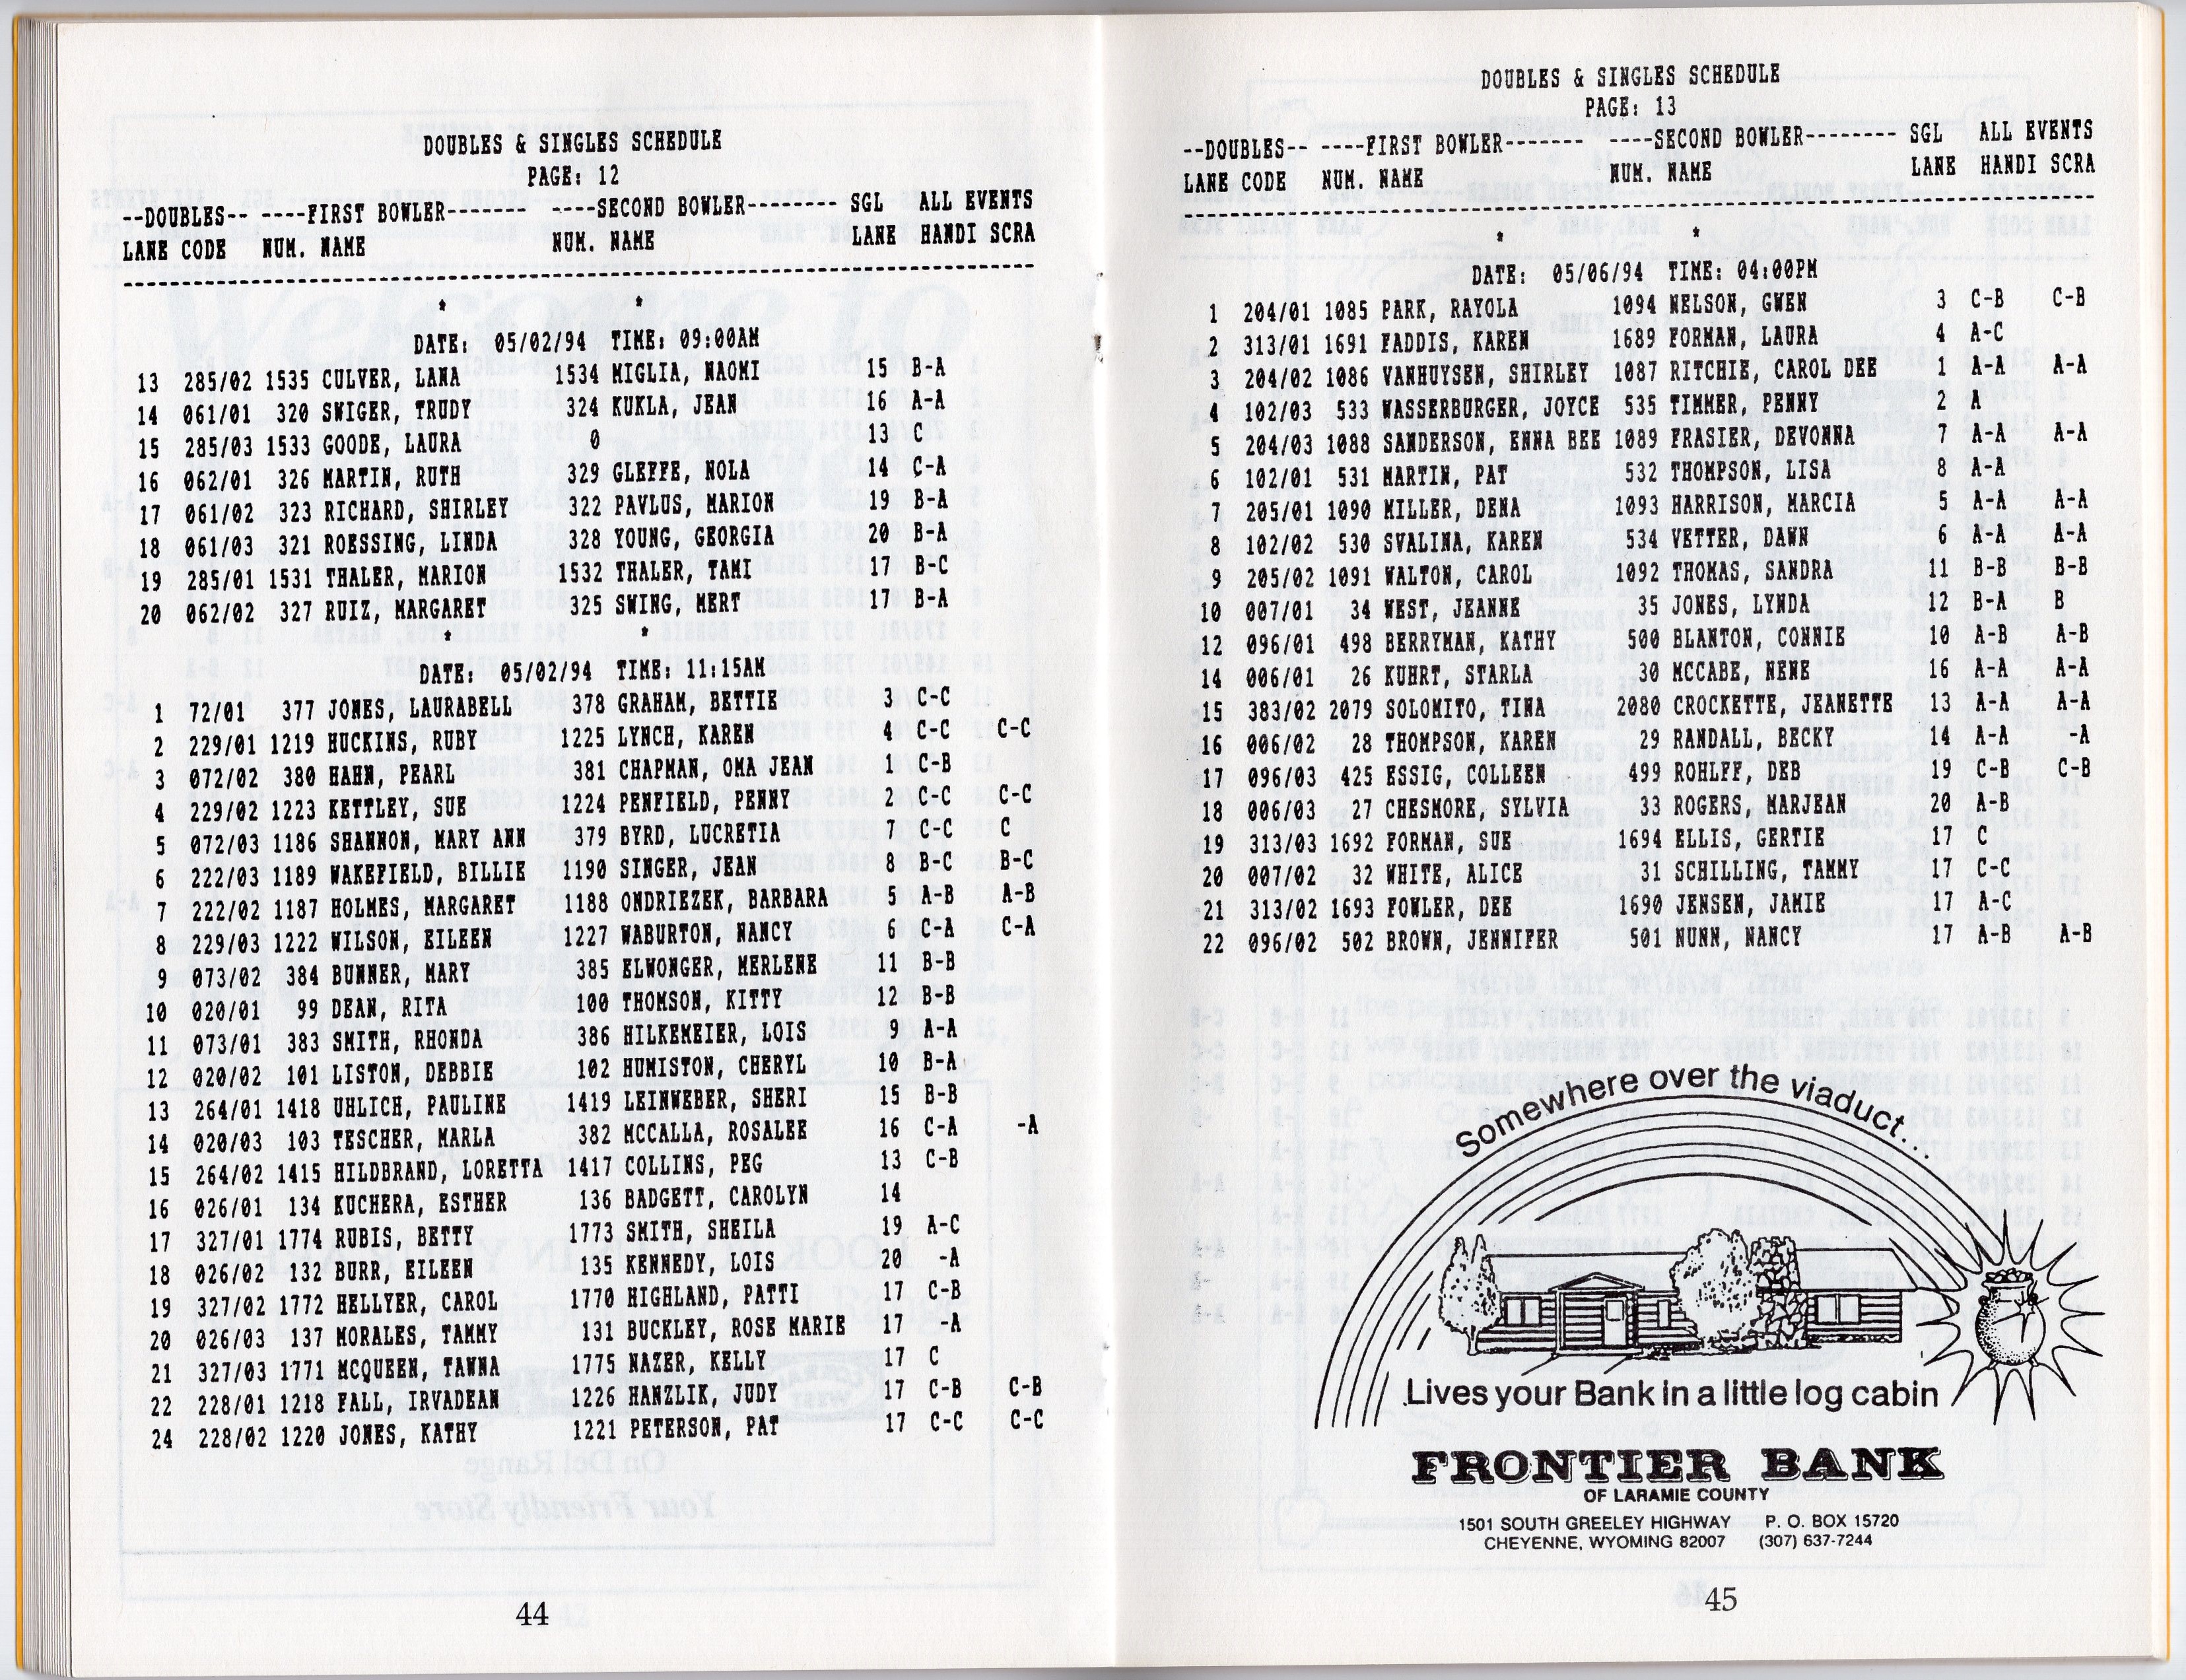 DOUBLES & SINGLES SCHEDULE
PAGE: 12
--DOUBLES-- ----FIRST BOWLER------- ----SECOND BOWLER-------- SGL ALL EVENTS
LANE CODE NUM. NAME NUM. NAME LANE HANDI SCRA
* *
DATE: 05/02/94 TIME: 09:00AM
13 285/02 1535 CULVER, LANA 1534 MIGLIA, NAOMI 15 B-A
14 061/01 320 SWIGER, TRUDY 324 KUKLA, JEAN 16 A-A
15 285/03 1533 GOODE, LAURA 0 13 C
16 062/01 326 MARTIN, RUTH 329 GLEFFE, NOLA 14 C-A
17 061/02 323 RICHARD, SHIRLEY 322 PAVLUS, MARION 19 B-A
18 061/03 321 ROESSING, LINDA 328 YOUNG, GEORGIA 20 B-A
19 285/01 1531 THALER, MARION 1532 THALER, TAMI 17 B-C
20 062/02 327 RUIZ, MARGARET 325 SWING, MERT 17 B-A
* *
DATE: 05/02/94 TIME: 11:15AM
1 72/01 377 JONES, LAURABELL 378 GRAHAM, BETTIE 3 C-C
2 229/01 1219 HUCKINS, RUBY 1225 LYNCH, KAREN 4 C-C C-C
3 072/02 380 HAHN, PEARL 381 CHAPMAN, OMA JEAN 1 C-B
4 229/02 1223 KETTLEY, SUE 1224 PENFIELD, PENNY 2 C-C C-C
5 072/03 1186 SHANNON, MARY ANN 379 BYRD, LUCRETIA 7 C-C C
6 222/03 1189 WAKEFIELD, BILLIE 1190 SINGER, JEAN 8 B-C B-C
7 222/02 1187 HOLMES, MARGARET 1188 ONDRIEZEK, BARBARA 5 A-B A-B
8 229/03 1222 WILSON, EILEEN 1227 WABURTON, NANCY 6 C-A C-A
9 073/02 384 BUNNER, MARY 385 ELWONGER, MERLENE 11 B-B
10 020/01 99 DEAN, RITA 100 THOMSON, KITTY 12 B-B
11 073/01 383 SMITH, RHONDA 386 HILKEMEIER, LOIS 9 A-A
12 020/02 101 LISTON, DEBBIE 102 HUMISTON, CHERYL 10 B-A
13 264/01 1418 UHLICH, PAULINE 1419 LEINWEBER, SHERI 15 B-B
14 020/03 103 TESCHER, MARLA 382 MCCALLA, ROSALEE 16 C-A -A
15 264/02 1415 HILDBRAND, LORETTA 1417 COLLINS, PEG 13 C-B
16 026/01 134 KUCHERA, ESTHER 136 BADGETT, CAROLYN 14
17 327/01 1774 RUBIS, BETTY 1773 SMITH, SHEILA 19 A-C
18 026/02 132 BURR, EILEEN 135 KENNEDY, LOIS 20 -A
19 327/02 1772 HELLYER, CAROL 1770 HIGHLAND, PATTI 17 C-B
20 026/03 137 MORALES, TAMMY 131 BUCKLEY, ROSE MARIE 17 -A
21 327/03 1771 MCQUEEN, TAWNA 1775 NAZER, KELLY 17 C
22 228/01 1218 FALL, IRVADEAN 1226 HANZLIK, JUDY 17 C-B C-B
24 228/02 1220 JONES, KATHY 1221 PETERSON, PAT 17 C-C C-C
44
DOUBLES & SINGLES SCHEDULE
PAGE: 13
--DOUBLES-- ----FIRST BOWLER------- ----SECOND BOWLER-------- SGL ALL EVENTS
LANE CODE NUM. NAME NUM. NAME LANE HANDI SCRA
* *
DATE: 05/06/94 TIME: 04:00PM
1 204/01 1085 PARK, RAYOLA 1094 NELSON, GWEN 3 C-B C-B
2 313/01 1691 FADDIS, KAREN 1689 FORMAN, LAURA 4 A-C
3 204/02 1086 VANHUYSEN, SHIRLEY 1087 RITCHIE, CAROL DEE 1 A-A A-A
4 102/03 533 WASSERBURGER, JOYCE 535 TIMMER, PENNY 2 A
5 204/03 1088 SANDERSON, ENNA BEE 1089 FRASIER, DEVONNA 7 A-A A-A
6 102/01 531 MARTIN, PAT 532 THOMPSON, LISA 8 A-A
7 205/01 1090 MILLER, DENA 1093 HARRISON, MARCIA 5 A-A A-A
8 102/02 530 SVALINA, KAREN 534 VETTER, DAWN 6 A-A A-A
9 205/02 1091 WALTON, CAROL 1092 THOMAS, SANDRA 11 B-B B-B
10 007/01 34 WEST, JEANNE 35 JONES, LYNDA 12 B-A B
12 096/01 498 BERRYMAN, KATHY 500 BLANTON, CONNIE 10 A-B A-B
14 006/01 26 KUHRT, STARLA 30 MCCABE, NENE 16 A-A A-A
15 383/02 2079 SOLOMITO, TINA 2080 CROCKETTE, JEANETTE 13 A-A A-A
16 006/02 28 THOMPSON, KAREN 29 RANDALL, BECKY 14 A-A -A
17 096/03 425 ESSIG, COLLEEN 499 ROHLFF, DEB 19 C-B C-B
18 006/03 27 CHESMORE, SYLVIA 33 ROGERS, MARJEAN 20 A-B
19 313/03 1692 FORMAN, SUE 1694 ELLIS, GERTIE 17 C
20 007/02 32 WHITE, ALICE 31 SCHILLING, TAMMY 17 C-C
21 313/02 1693 FOWLER, DEE 1690 JENSEN, JAMIE 17 A-C
22 096/02 502 BROWN, JENNIFER 501 NUNN, NANCY 17 A-B A-B
Somewhere over the viaduct...
Lives your Bank in a little log cabin
FRONTIER BANK
OF LARAMIE COUNTY
1501 SOUTH GREELEY HIGHWAY P. O. BOX 15720
CHEYENNE, WYOMING 82007 (307) 637-7244
45